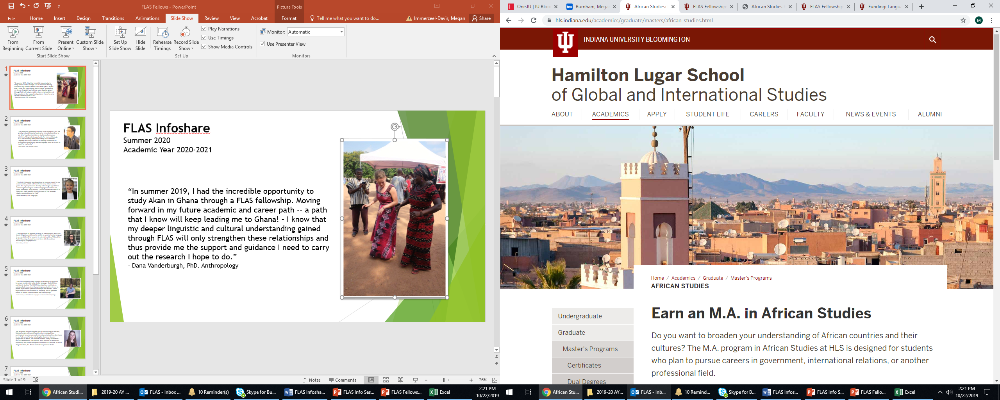 FLAS Fellows - PowerPoint
Picture Tools
File
Home
Insert
Design
Transitions
Animations
Slide Show
Review
View
Acrobat
Format
Tell me what you want to do...
Immerzeel-Davis, Megan
Share
From
Beginning
From
Current Slide
Present
Online
Custom Slide
Show
Set Up
Slide Show
Hide
Slide
Rehearse
Timings
Record Slide
Show
Play Narrations
Use Timings
Show Media Controls
Monitor:
Automatic
Use Presenter View
Start Slide Show
Set Up
Monitors
1
FLAS Infoshare
2
FLAS Infoshare
3
FLAS Infoshare
4
FLAS Infoshare
5
FLAS Infoshare
6
FLAS Infoshare
7
FLAS Infoshare
FLAS Infoshare
Summer 2020
Academic Year 2020-2021
“In summer 2019, I had the incredible opportunity to
study Akan in Ghana through a FLAS fellowship. Moving
forward in my future academic and career path -- a path
that I know will keep leading me to Ghana! – I know that
my deeper linguistic and cultural understanding gained
through FLAS will only strengthen these relationships and
thus provide me the support and guidance I need to carry
out the research I hope to do.”
- Dana Vanderburgh, PhD. Anthropology
Slide 1 of 9
Notes
Comments
76%
African Studi...
2019-20 AY ...
FLAS - Inbox ...
10 Reminder(s)
Skype for Bu...
FLAS Infosha...
FLAS Info Ses...
FLAS Fellows...
Excel
2:21 PM
10/22/2019
One.IU | IU Bloo
Burnham, Mega
African Studies:
FLAS Fellowship
African Studies
FLAS Fellowship
Funding: Langu
hls.indiana.edu/academics/graduate/masters/african-studies.html
M
INDIANA UNIVERSITY BLOOMINGTON
Hamilton Lugar School
of Global and International Studies
ABOUT
ACADEMICS
APPLY
STUDENT LIFE
CAREERS
FACULTY
NEWS & EVENTS
ALUMNI
Home / Academics / Graduate / Master's Programs
AFRICAN STUDIES
Undergraduate
Graduate
Master's Programs
Certificates
Dual Degrees
Earn an M.A. in African Studies
Do you want to broaden your understanding of African countries and their
cultures? The M.A. program in African Studies at HLS is designed for students
who plan to pursue careers in government, international relations, or another
professional field.
African Stu...
2019-20 AY...
FLAS - Inb...
10 Remind...
Skype for B...
FLAS Infos...
FLAS Info S...
FLAS Fello...
Excel
2:21 PM
10/22/2019